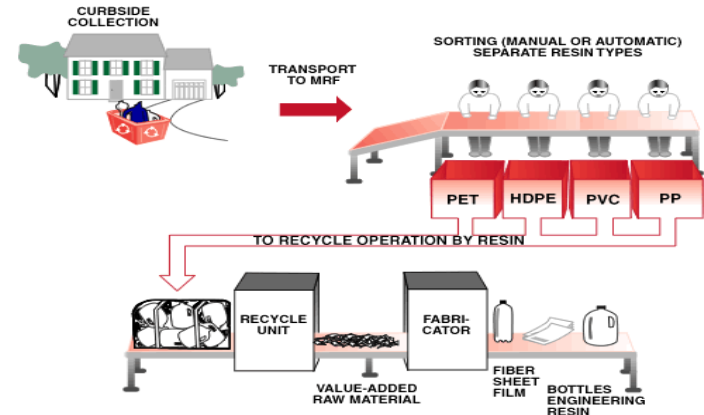 CURBSIDE
COLLECTION
TRANSPORT
TO MRF
SORTING (MANUAL OR AUTOMATIC)
SEPARATE RESIN TYPES
PET
HDPE
PVC
PP
TO RECYCLE OPERATION BY RESIN
RECYCLE
UNIT
VALUE-ADDED
RAW MATERIAL
FABRI-
CATOR
FIBER
SHEET
FILM
BOTTLES
ENGINEERING
RESIN